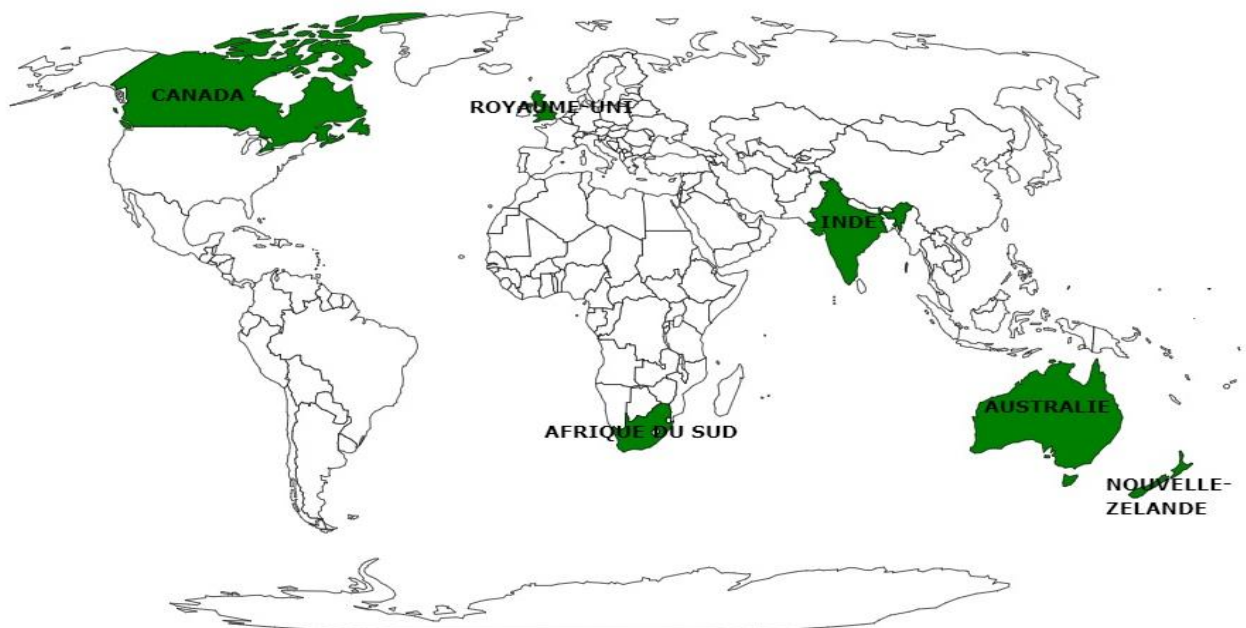 CANADA
ROYAUME-UNI
INDE
AUSTRALIE
AFRIQUE DU SUD
NOUVELLE-
ZELANDE